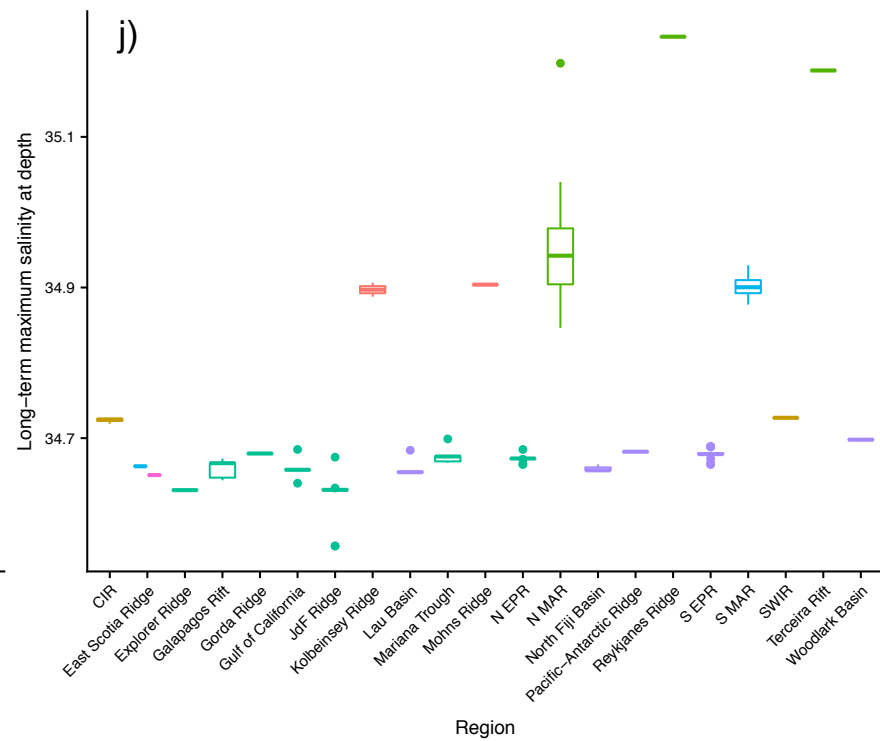 j)
Long−term maximum salinity at depth
35.1
34.9
34.7
CIR
East Scotia Ridge
Explorer Ridge
Galapagos Rift
Gorda Ridge
Gulf of California
JdF Ridge
Kolbeinsey Ridge
Lau Basin
Mariana Trough
Mohns Ridge
N EPR
N MAR
North Fiji Basin
Pacific−Antarctic Ridge
Reykjanes Ridge
S EPR
S MAR
SWIR
Terceira Rift
Woodlark Basin
Region